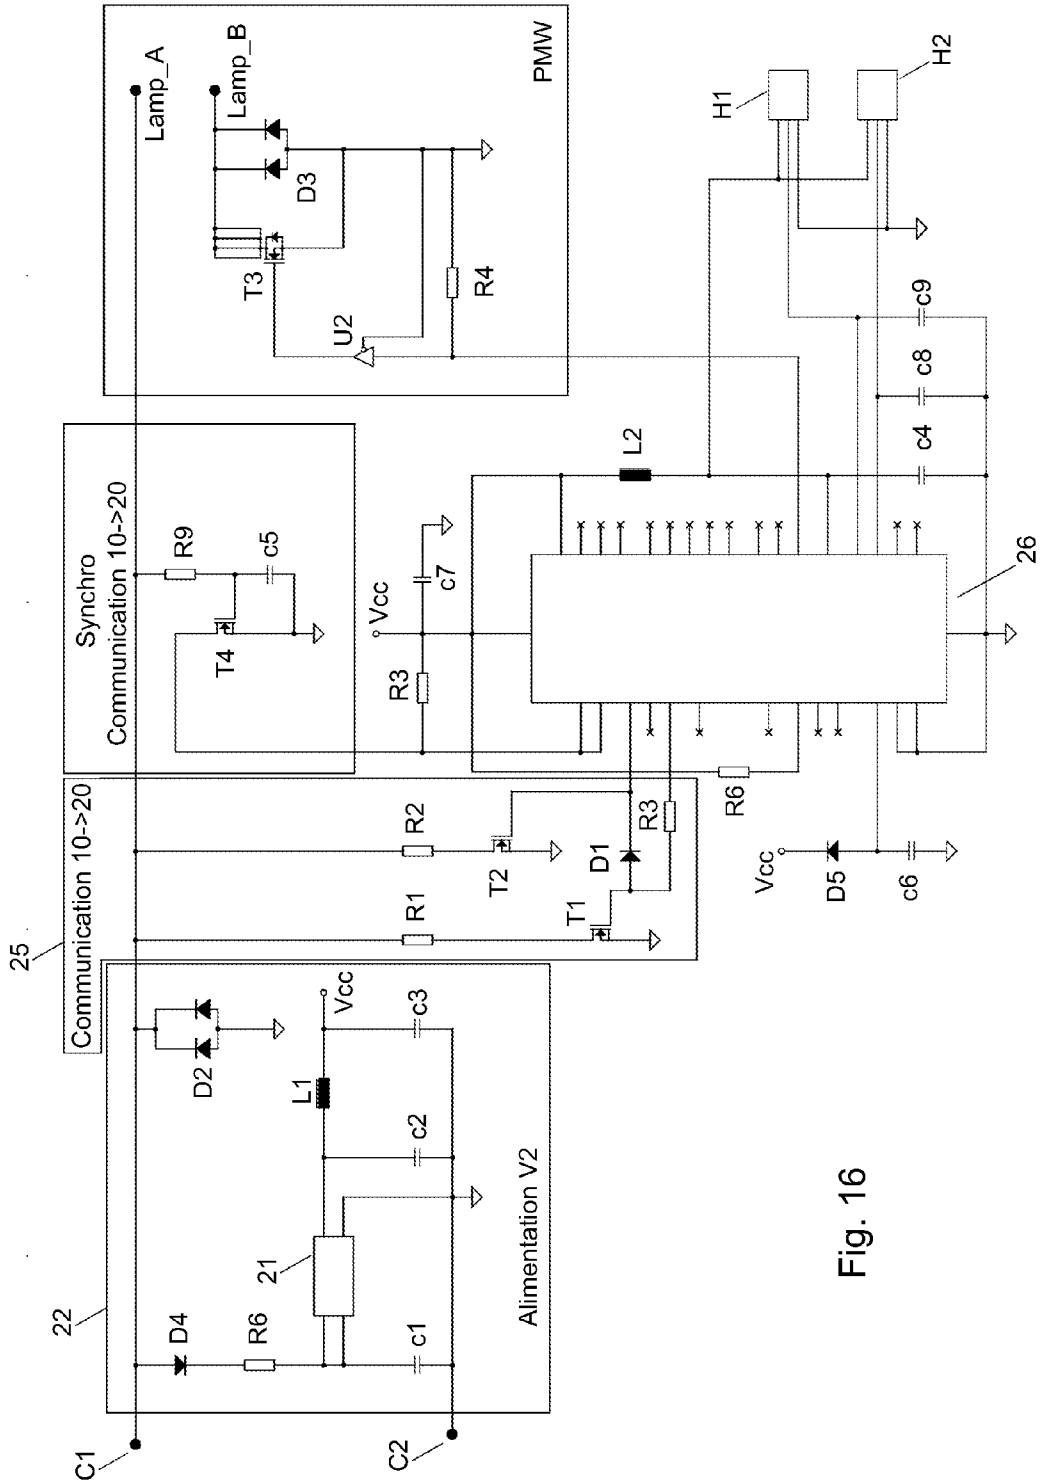 C1
C2
22
D4
R6
c1
21
L1
c2
c3
Vcc
D2
Alimentation V2
25
Communication 10->20
R1
R2
T1
T2
D1
R3
Synchro
Communication 10->20
R9
c5
T4
Vcc
R3
c7
R6
Vcc
D5
c6
26
L2
c4
c8
c9
H1
H2
Lamp_A
Lamp_B
D3
T3
U2
R4
PMW
Fig. 16